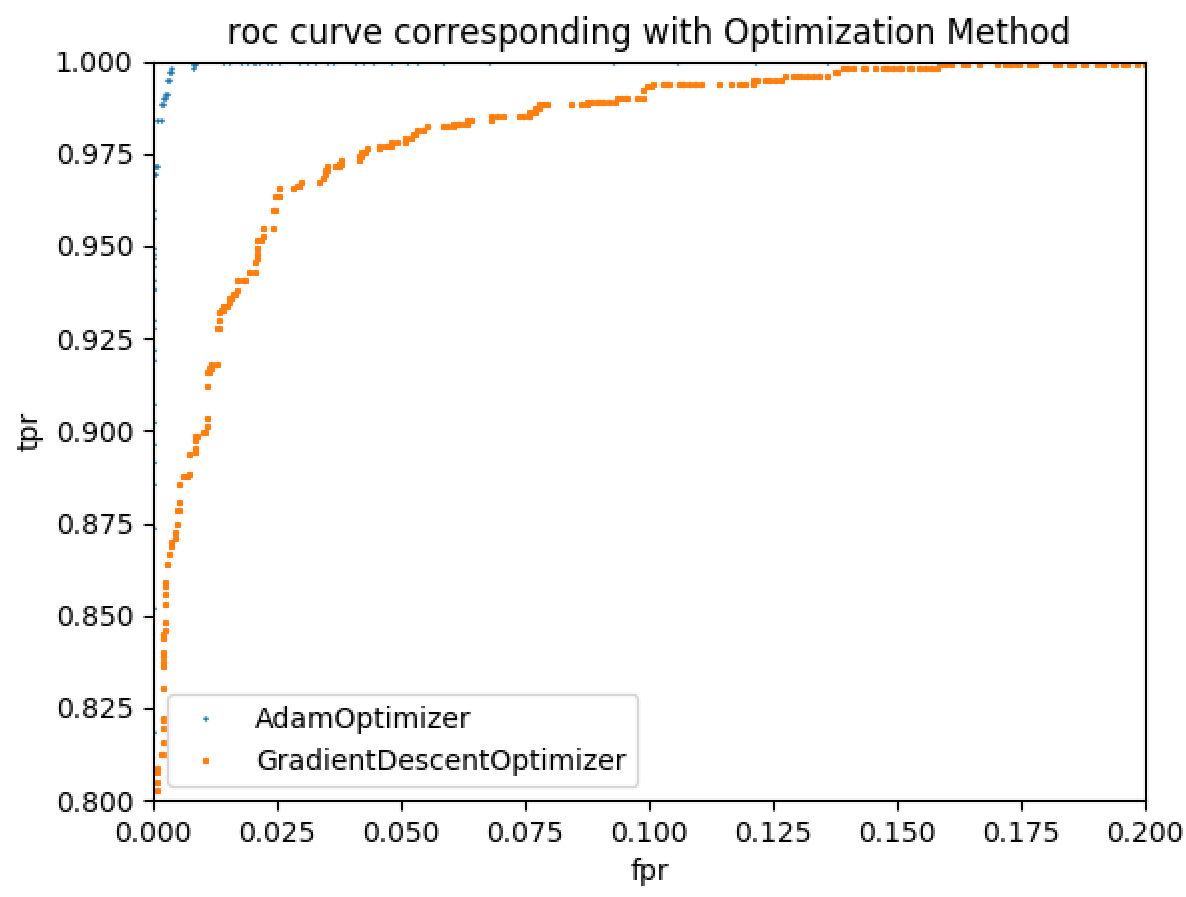 roc curve corresponding with Optimization Method
1.000
0.975
0.950
0.925
0.900
0.875
0.850
0.825
0.800
tpr
AdamOptimizer
GradientDescentOptimizer
0.000 0.025 0.050 0.075 0.100 0.125 0.150 0.175 0.200
fpr